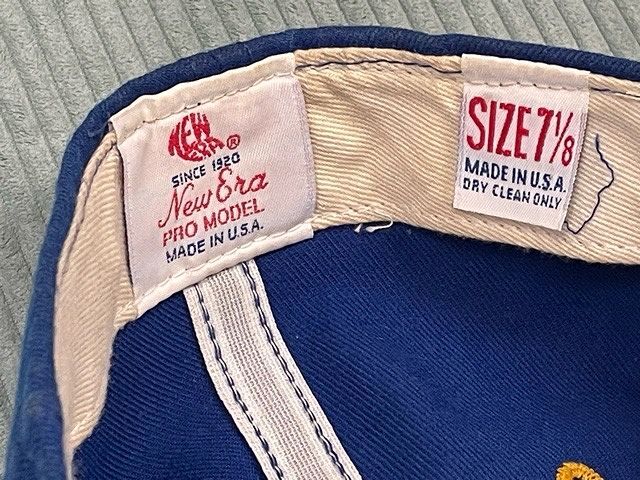 NEW
ERA®
SINCE 1920
New Era
PRO MODEL
MADE IN U.S.A.
SIZE 7 1/8
MADE IN U.S.A.
DRY CLEAN ONLY